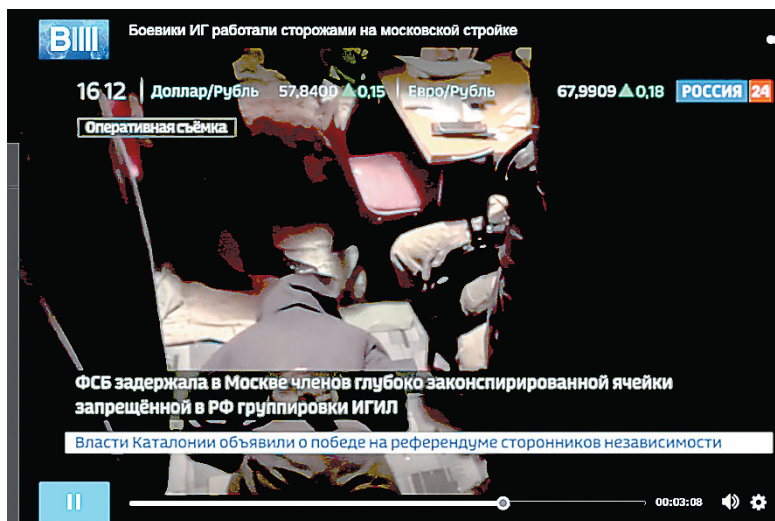 Боевики ИГ работали сторожами на московской стройке
16 12 Доллар/Рубль 57,8400 ▲0,15 Евро/Рубль 67,9909 ▲0,18 РОССИЯ 24
Оперативная съёмка
ФСБ задержала в Москве членов глубоко законспирированной ячейки
запрещённой в РФ группировки ИГИЛ
Власти Каталонии объявили о победе на референдуме сторонников независимости
00:03:08